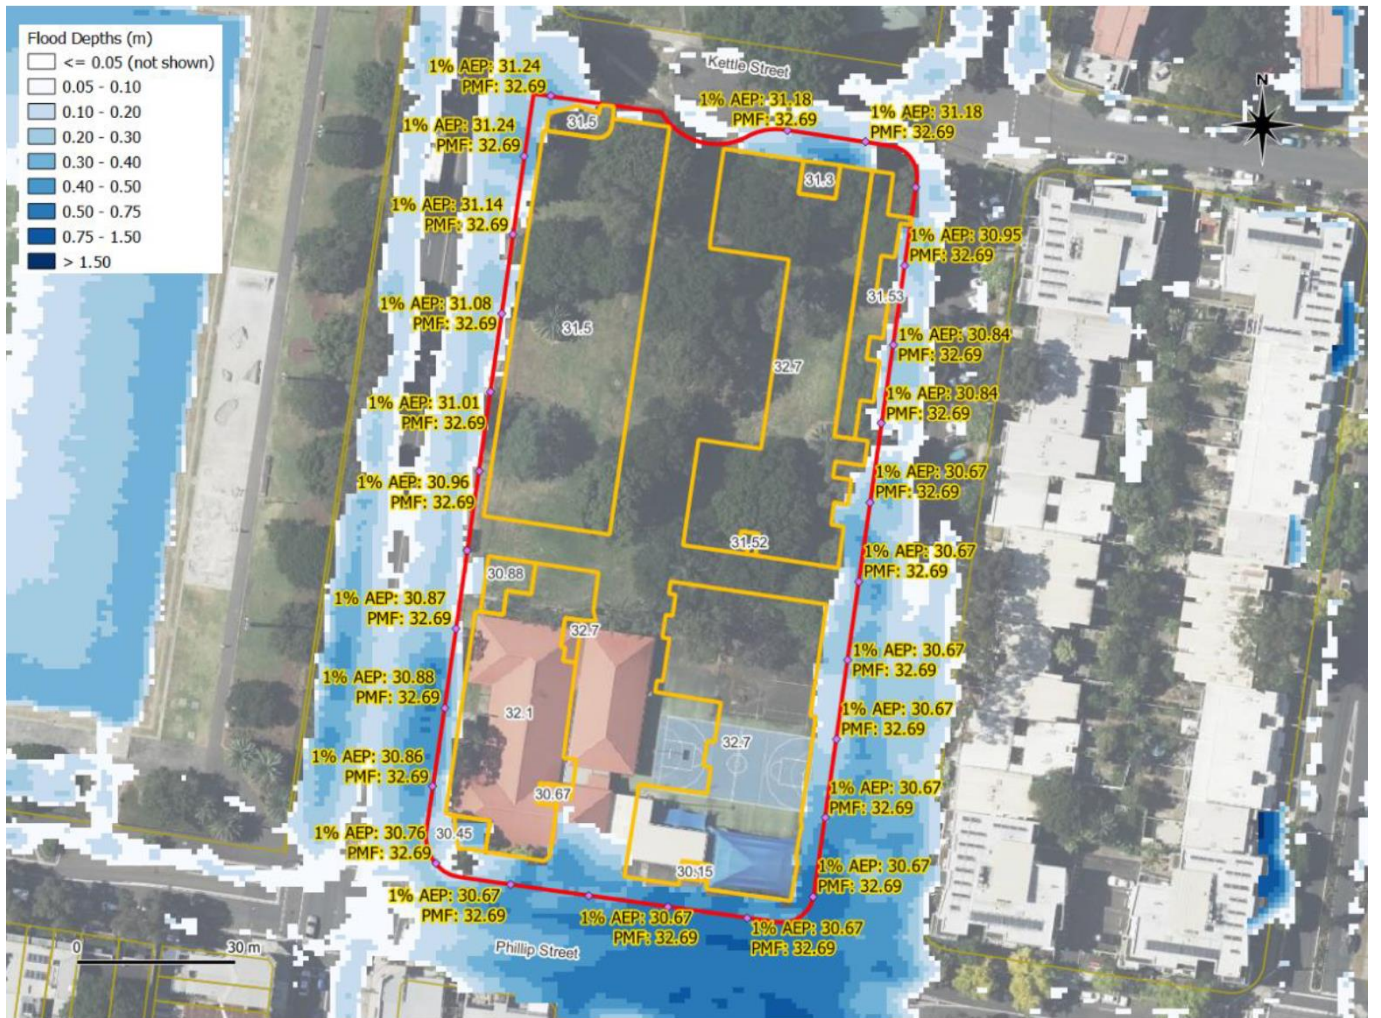 Flood Depths (m)
<= 0.05 (not shown)
0.05 - 0.10
0.10 - 0.20
0.20 - 0.30
0.30 - 0.40
0.40 - 0.50
0.50 - 0.75
0.75 - 1.50
> 1.50
Kettle Street
N
1% AEP: 31.24
PMF: 32.69
1% AEP: 31.18
PMF: 32.69
1% AEP: 31.18
PMF: 32.69
1% AEP: 31.24
PMF: 32.69
31.5
31.3
1% AEP: 31.14
PMF: 32.69
1% AEP: 30.95
PMF: 32.69
1% AEP: 31.08
PMF: 32.69
31.53
31.5
1% AEP: 30.84
PMF: 32.69
32.7
1% AEP: 31.01
PMF: 32.69
1% AEP: 30.84
PMF: 32.69
1% AEP: 30.96
PMF: 32.69
1% AEP: 30.67
PMF: 32.69
31.52
1% AEP: 30.67
PMF: 32.69
30.88
1% AEP: 30.87
PMF: 32.69
32.7
1% AEP: 30.67
PMF: 32.69
1% AEP: 30.88
PMF: 32.69
32.1
1% AEP: 30.67
PMF: 32.69
32.7
1% AEP: 30.86
PMF: 32.69
30.67
1% AEP: 30.67
PMF: 32.69
1% AEP: 30.76
PMF: 32.69
30.45
30.15
1% AEP: 30.67
PMF: 32.69
1% AEP: 30.67
PMF: 32.69
1% AEP: 30.67
PMF: 32.69
1% AEP: 30.67
PMF: 32.69
Phillip Street
0
30 m